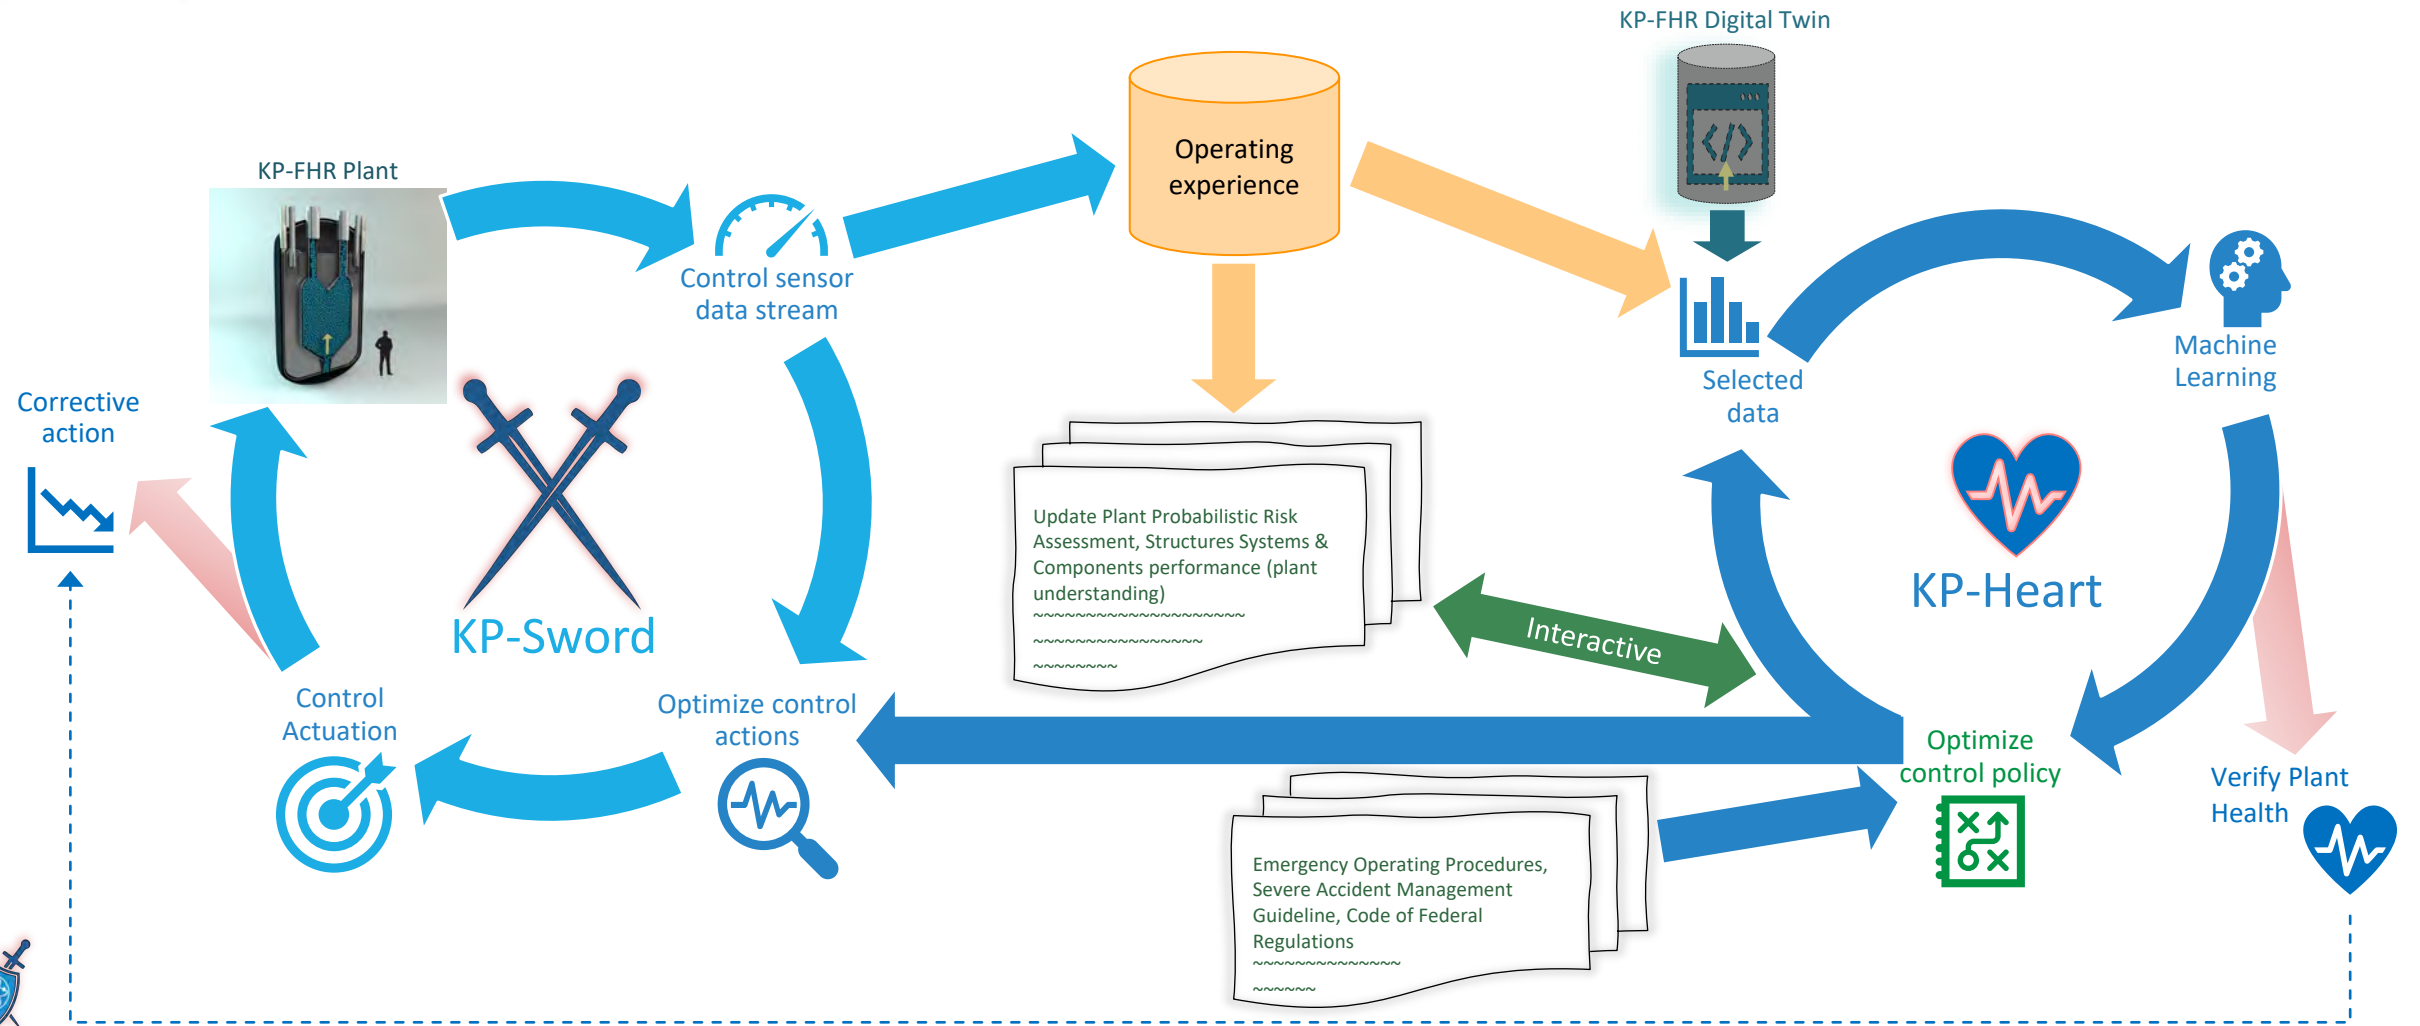 KP-FHR Digital Twin
KP-FHR Plant
Operating
experience
Control sensor
data stream
Machine
Learning
Selected
data
Corrective
action
KP-Sword
KP-Heart
Update Plant Probabilistic Risk
Assessment, Structures Systems &
Components performance (plant
understanding)
~~~~~~~~~~~~~~~~~~~~
~~~~~~~~~~~~~~~~
~~~~~~~~
Interactive
Control
Actuation
Optimize control
actions
Optimize
control policy
Verify Plant
Health
Emergency Operating Procedures,
Severe Accident Management
Guideline, Code of Federal
Regulations
~~~~~~~~~~~~~~
~~~~~~